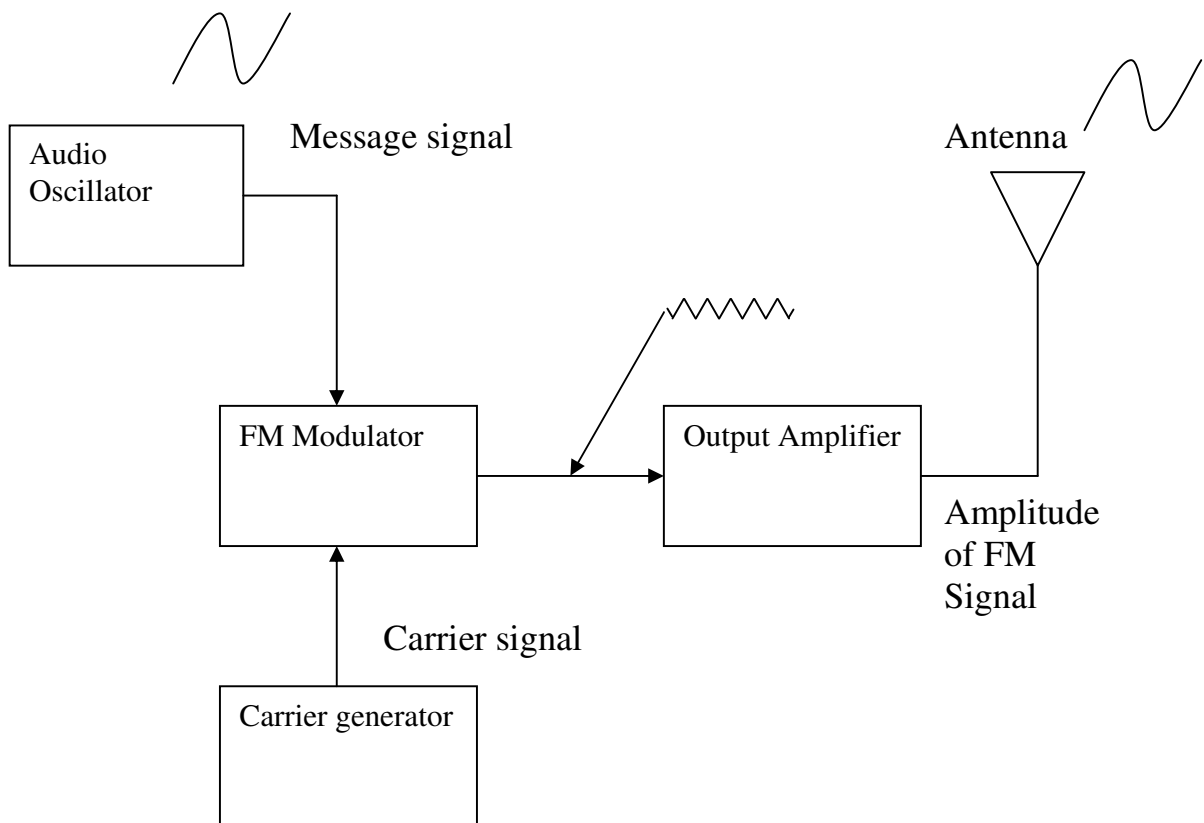 Audio
Oscillator
Message signal
Antenna
FM Modulator
Output Amplifier
Amplitude
of FM
Signal
Carrier signal
Carrier generator